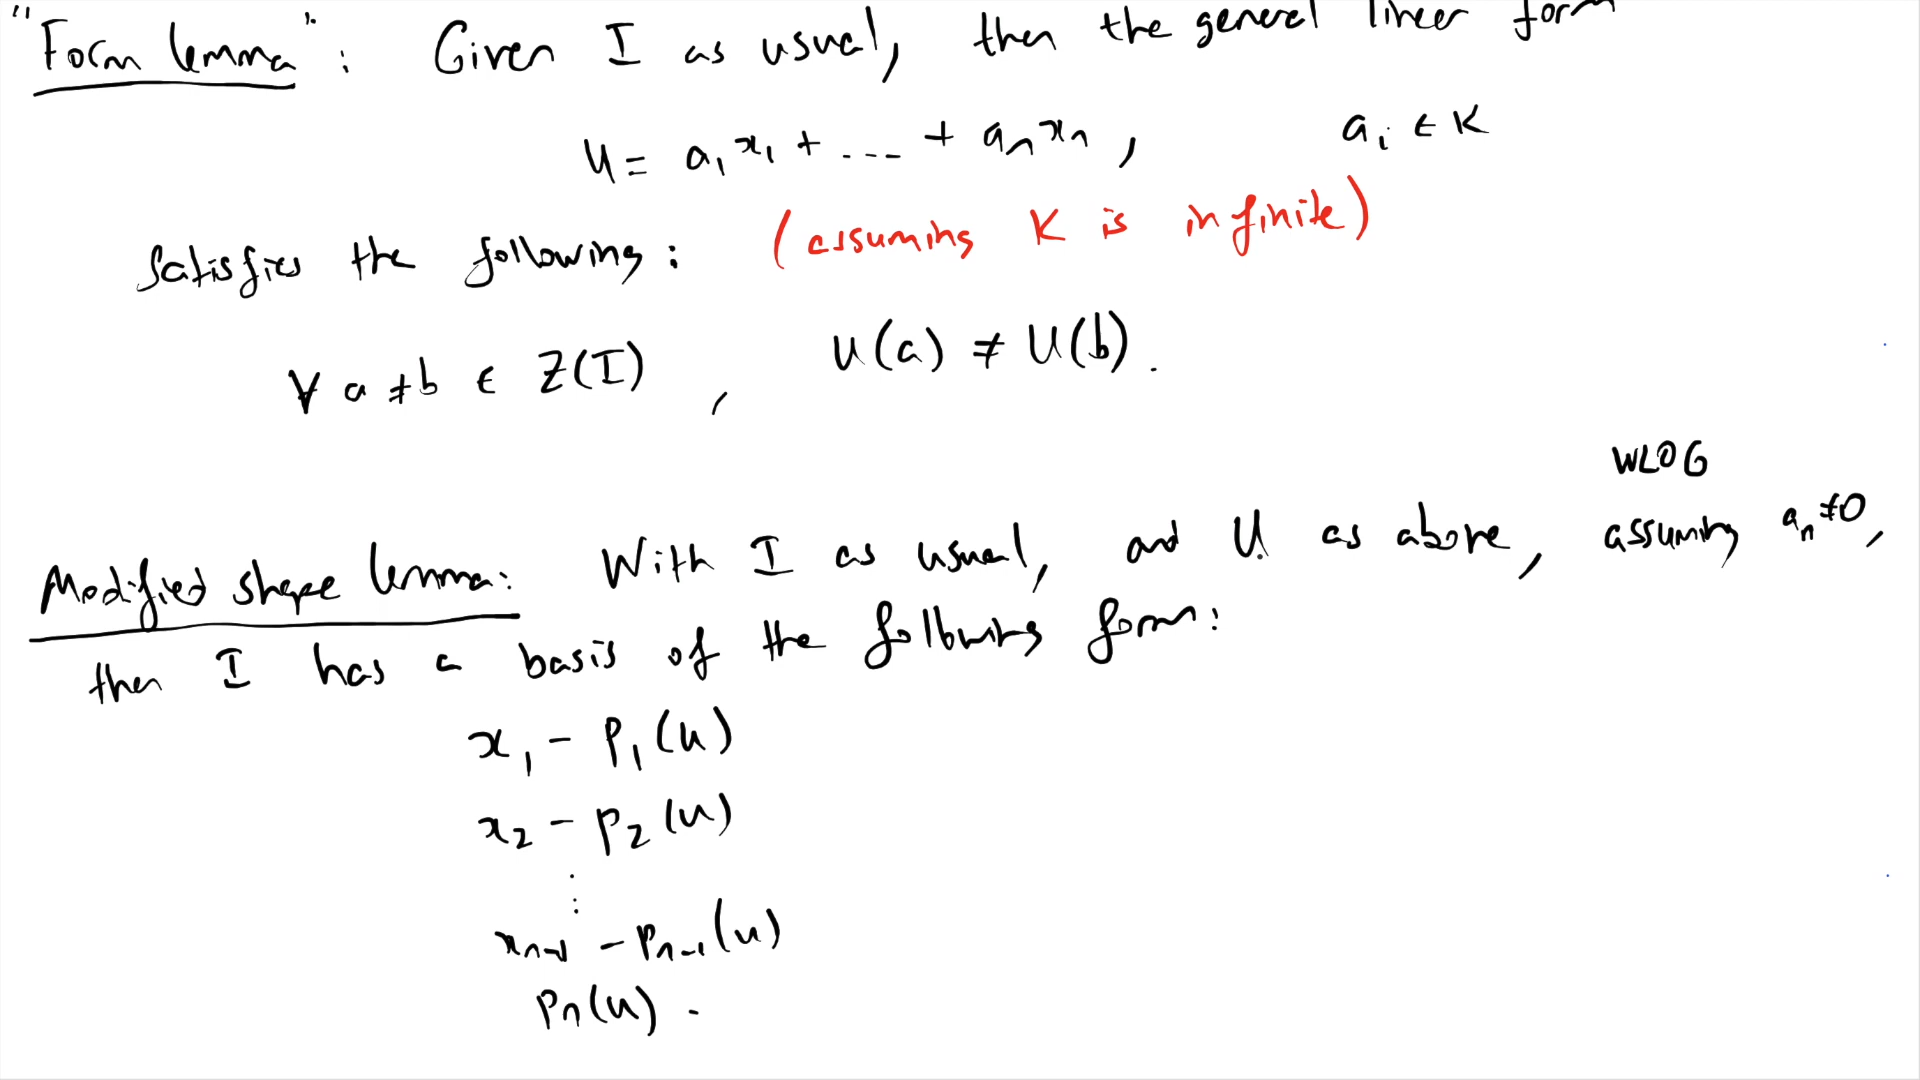 "Form lemma": Given I as usual, then the general linear form
u = a₁x₁ + ... + aₙxₙ, aᵢ ∈ K
satisfies the following: (assuming K is infinite)
∀ a ≠ b ∈ Z(I), u(a) ≠ u(b).
WLOG
Modified shape lemma: With I as usual, and u as above, assuming aₙ ≠ 0,
then I has a basis of the following form:
x₁ - p₁(u)
x₂ - p₂(u)
⋮
xₙ₋₁ - pₙ₋₁(u)
pₙ(u).